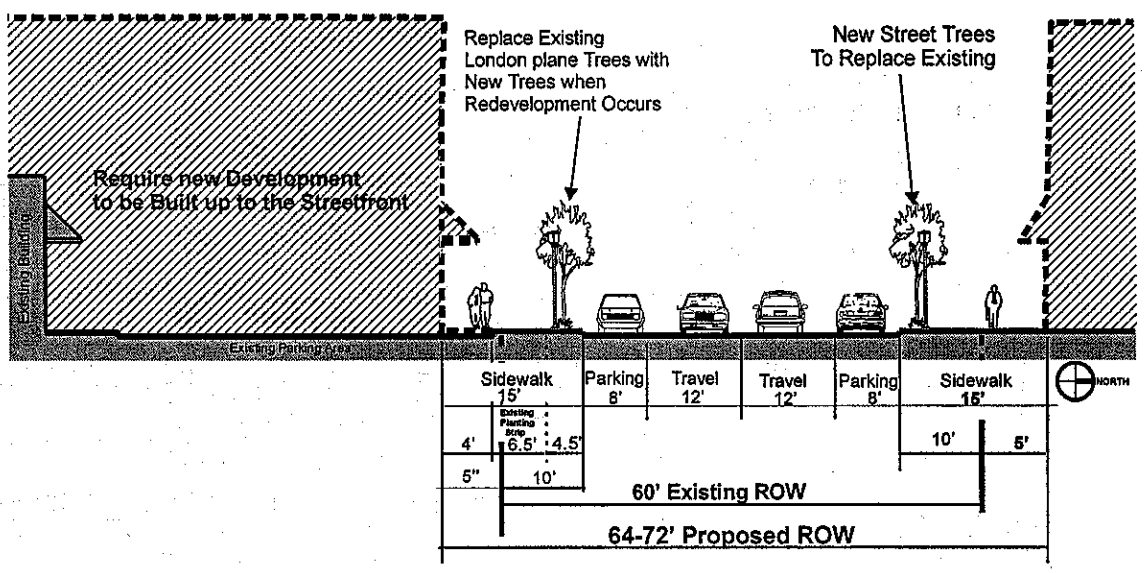 Replace Existing
London plane Trees with
New Trees when
Redevelopment Occurs
New Street Trees
To Replace Existing
Require new Development
to be Built up to the Streetfront
Existing Building
Existing Parking Area
Sidewalk
15'
Parking
8'
Travel
12'
Travel
12'
Parking
8'
Sidewalk
15'
NORTH
Existing
Planting
Strip
4'
6.5'
4.5'
10'
5'
5"
10'
60' Existing ROW
64-72' Proposed ROW